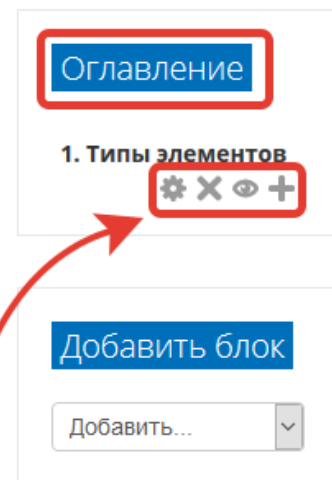 Оглавление
1. Типы элементов
Добавить блок
Добавить...